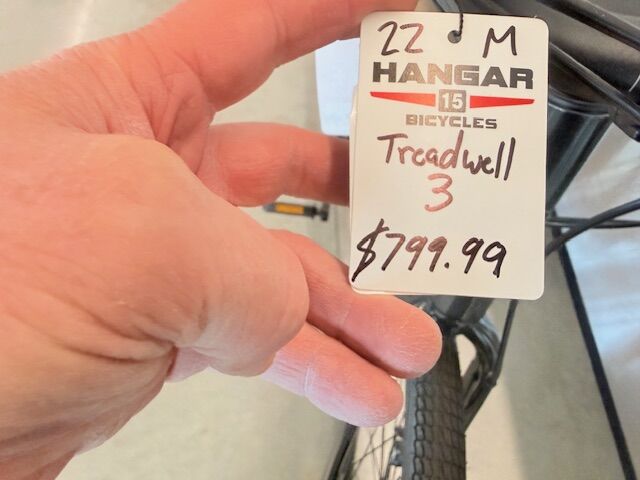 22 M
HANGAR
15
BICYCLES
Treadwell
3
$799.99